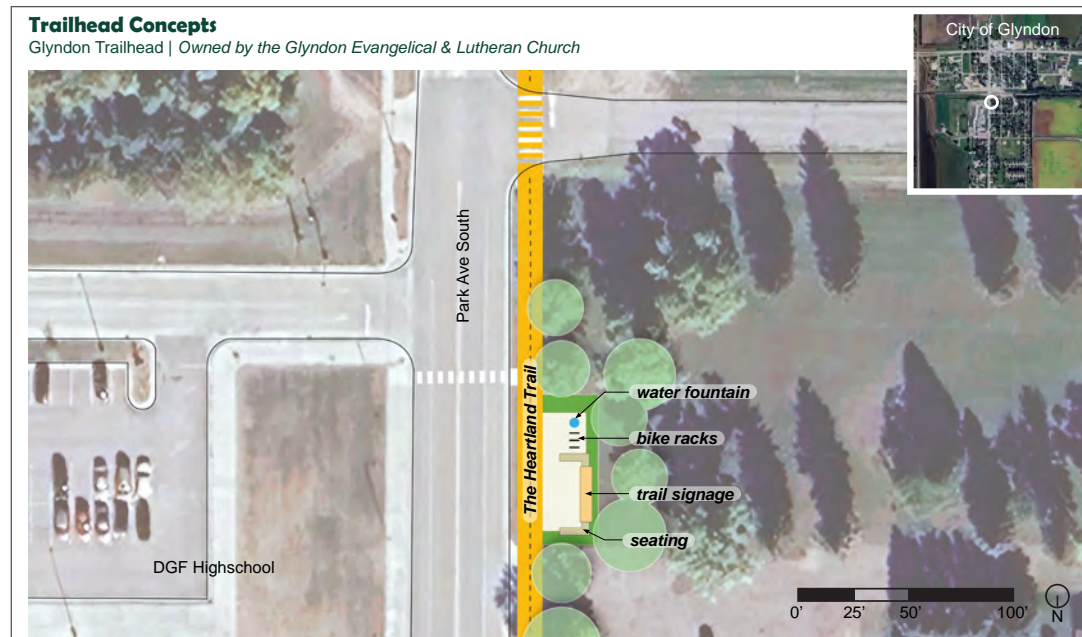 Trailhead Concepts
Glyndon Trailhead | Owned by the Glyndon Evangelical & Lutheran Church
City of Glyndon
Park Ave South
The Heartland Trail
water fountain
bike racks
trail signage
seating
DGF Highschool
0' 25' 50' 100'
N